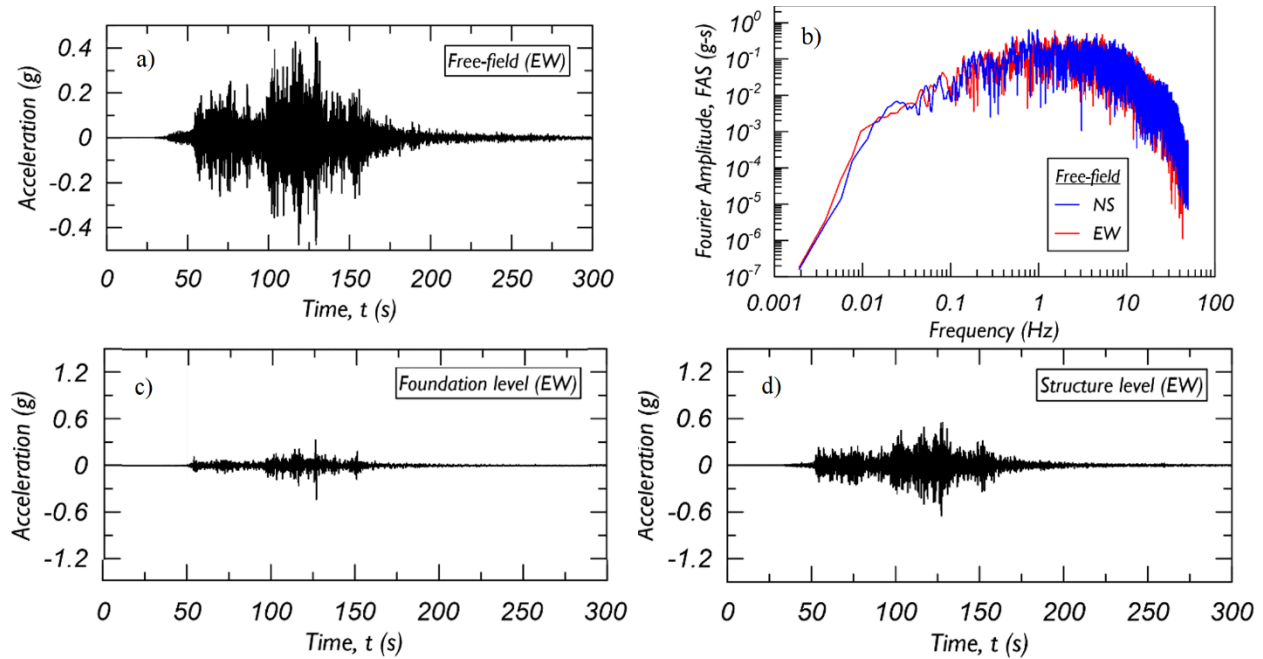 a)
Free-field (EW)
Acceleration (g)
0.4
0.2
0
-0.2
-0.4
0 50 100 150 200 250 300
Time, t (s)
b)
Fourier Amplitude, FAS (g-s)
10^0
10^-1
10^-2
10^-3
10^-4
10^-5
10^-6
10^-7
Free-field
NS
EW
0.001 0.01 0.1 1 10 100
Frequency (Hz)
c)
Foundation level (EW)
Acceleration (g)
1.2
0.6
0
-0.6
-1.2
0 50 100 150 200 250 300
Time, t (s)
d)
Structure level (EW)
Acceleration (g)
1.2
0.6
0
-0.6
-1.2
0 50 100 150 200 250 300
Time, t (s)